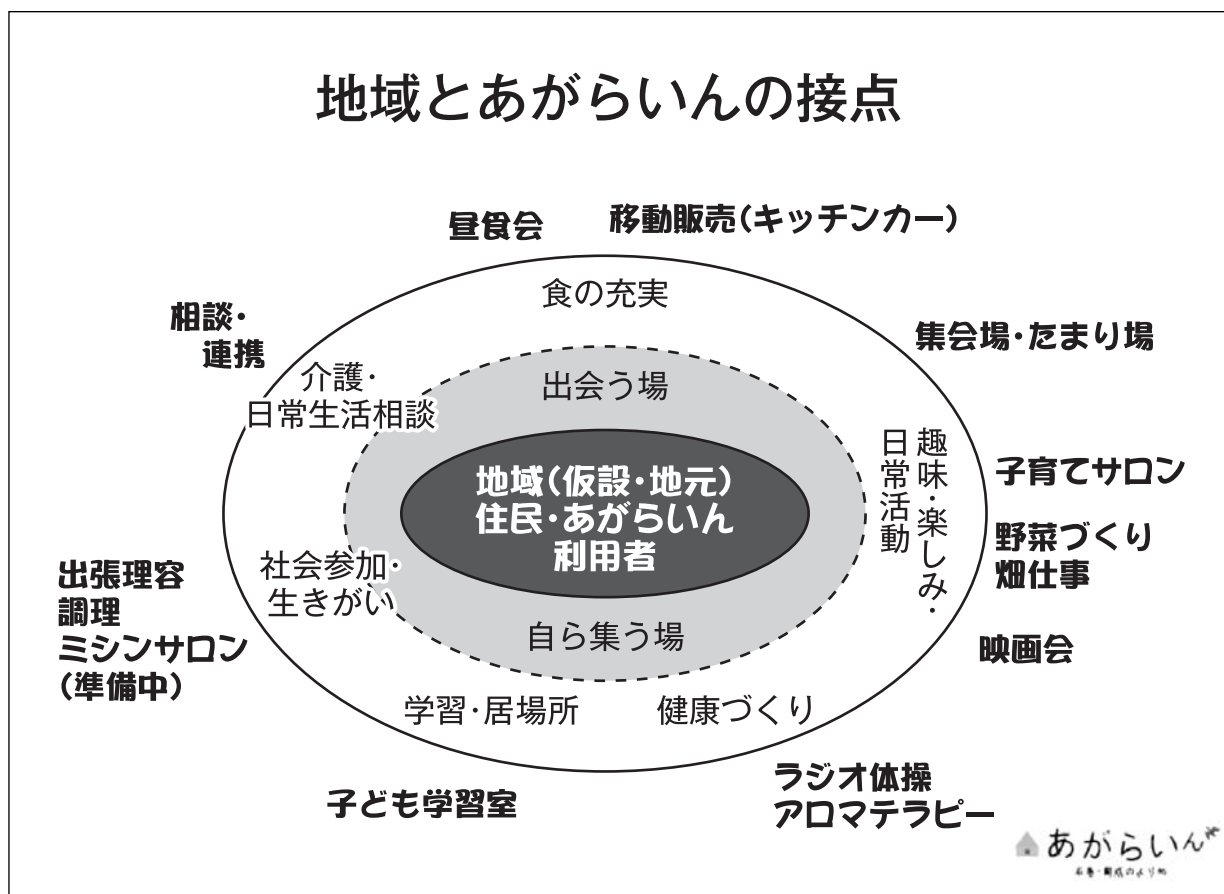 地域とあがらいんの接点
昼食会
移動販売(キッチンカー)
食の充実
相談・
連携
集会場・たまり場
介護・
日常生活相談
出会う場
趣味・楽しみ・
日常活動
地域(仮設・地元)
住民・あがらいん
利用者
子育てサロン
野菜づくり
畑仕事
出張理容
調理
ミシンサロン
(準備中)
社会参加・
生きがい
自ら集う場
映画会
学習・居場所
健康づくり
子ども学習室
ラジオ体操
アロマテラピー
あがらいん
石巻・開成のより処